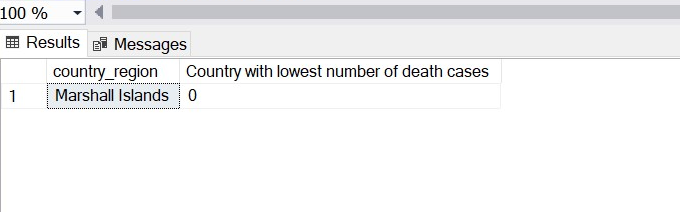 100 %
Results Messages
country_region Country with lowest number of death cases
1 Marshall Islands 0